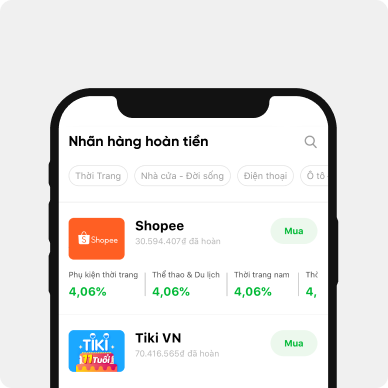 Nhãn hàng hoàn tiền
Thời Trang
Nhà cửa - Đời sống
Điện thoại
Ô tô
Shopee
Shopee
30.594.407đ đã hoàn
Mua
Phụ kiện thời trang
Thể thao & Du lịch
Thời trang nam
4,06%
4,06%
4,06%
4,
TIKI
11 Tuổi
Tiki VN
70.416.565đ đã hoàn
Mua